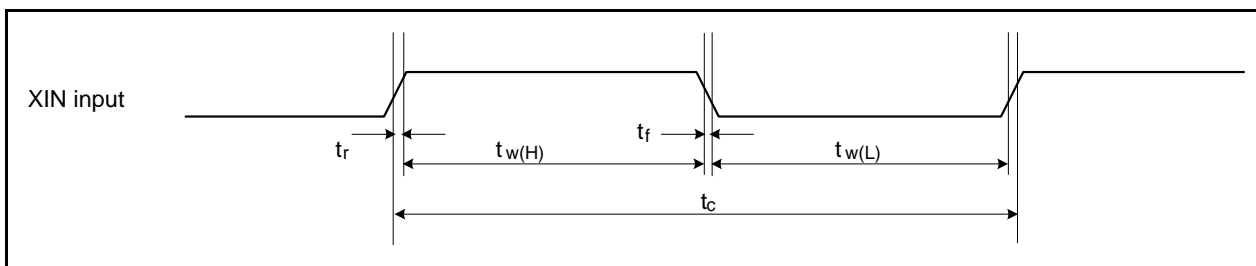 XIN input
tr
tw(H)
tf
tw(L)
tc